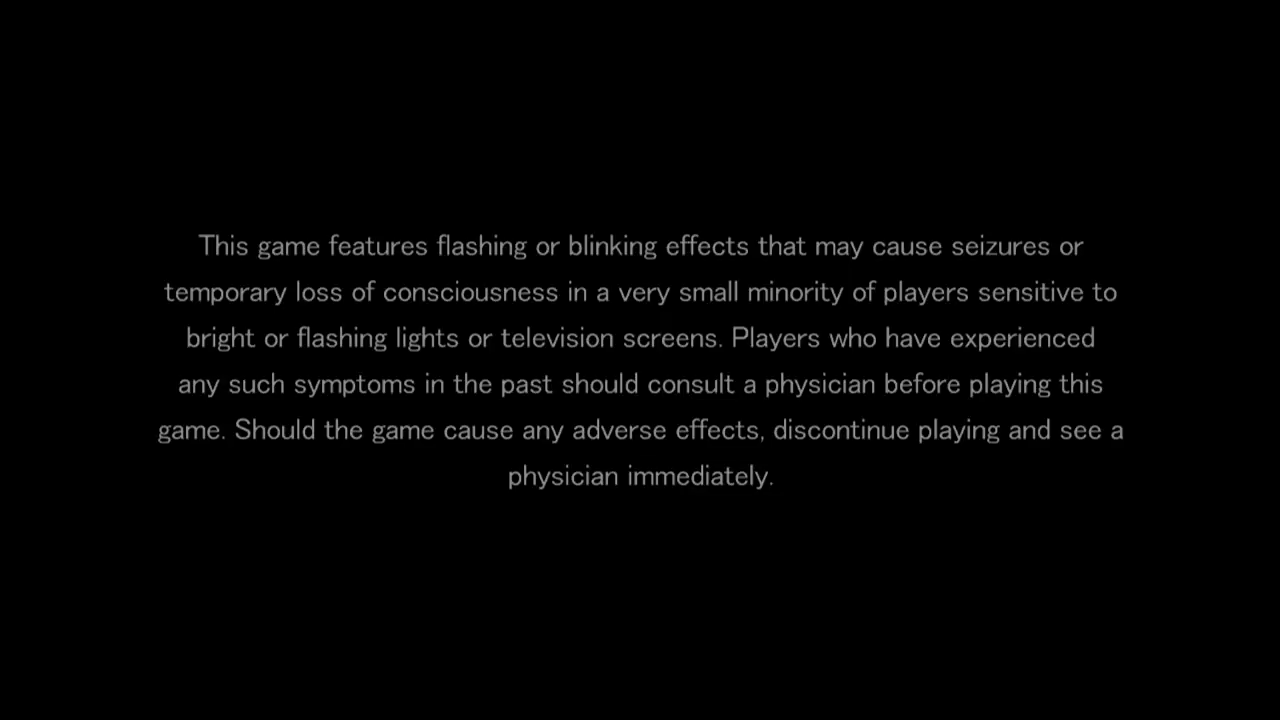 This game features flashing or blinking effects that may cause seizures or
temporary loss of consciousness in a very small minority of players sensitive to
bright or flashing lights or television screens. Players who have experienced
any such symptoms in the past should consult a physician before playing this
game. Should the game cause any adverse effects, discontinue playing and see a
physician immediately.